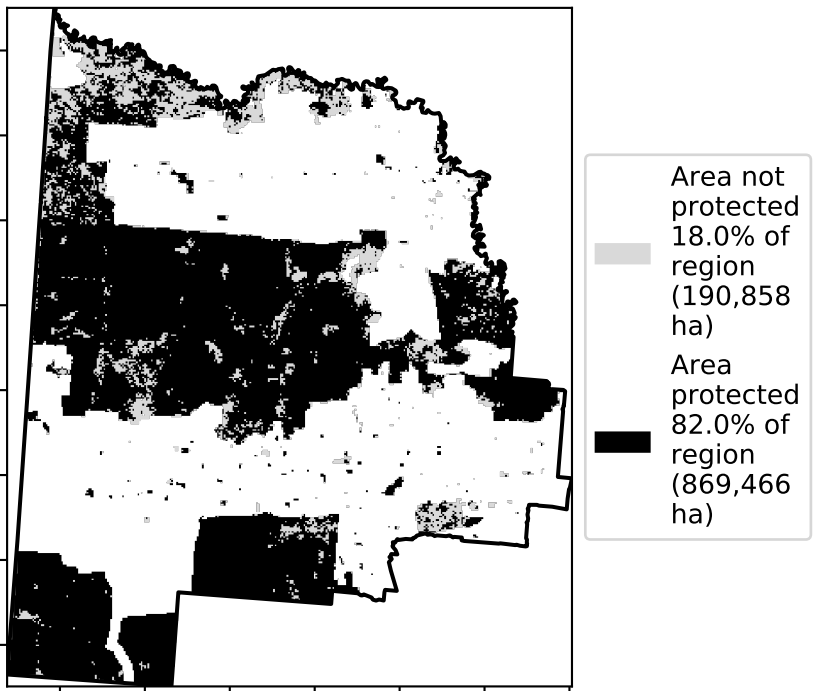 Area not
protected
18.0% of
region
(190,858
ha)
Area
protected
82.0% of
region
(869,466
ha)